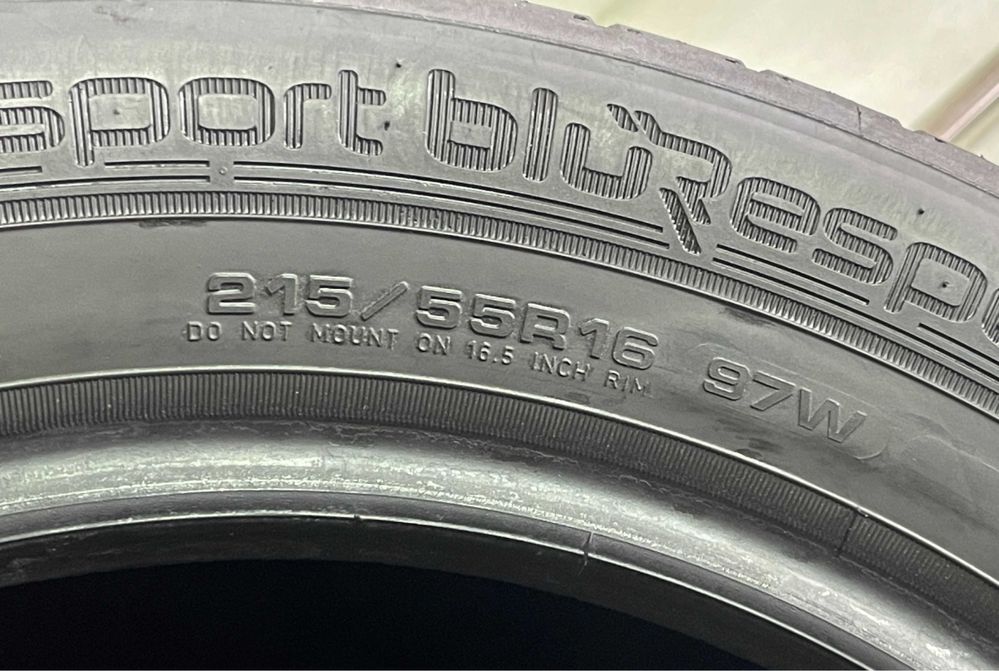 sport bluRespo
215/55R16 97W
DO NOT MOUNT ON 16.5 INCH RIM